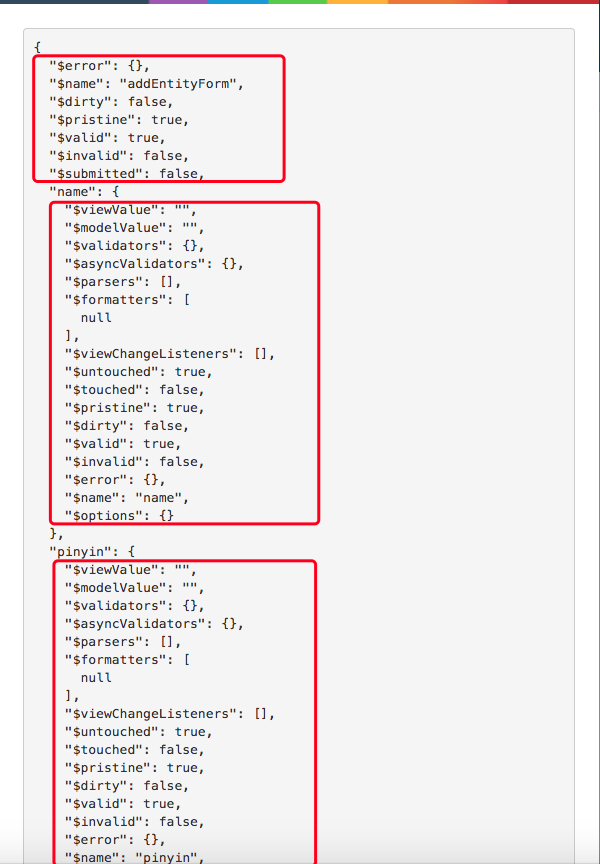 {
"$error": {},
"$name": "addEntityForm",
"$dirty": false,
"$pristine": true,
"$valid": true,
"$invalid": false,
"$submitted": false,
"name": {
"$viewValue": "",
"$modelValue": "",
"$validators": {},
"$asyncValidators": {},
"$parsers": [],
"$formatters": [
null
],
"$viewChangeListeners": [],
"$untouched": true,
"$touched": false,
"$pristine": true,
"$dirty": false,
"$valid": true,
"$invalid": false,
"$error": {},
"$name": "name",
"$options": {}
},
"pinyin": {
"$viewValue": "",
"$modelValue": "",
"$validators": {},
"$asyncValidators": {},
"$parsers": [],
"$formatters": [
null
],
"$viewChangeListeners": [],
"$untouched": true,
"$touched": false,
"$pristine": true,
"$dirty": false,
"$valid": true,
"$invalid": false,
"$error": {},
"$name": "pinyin",